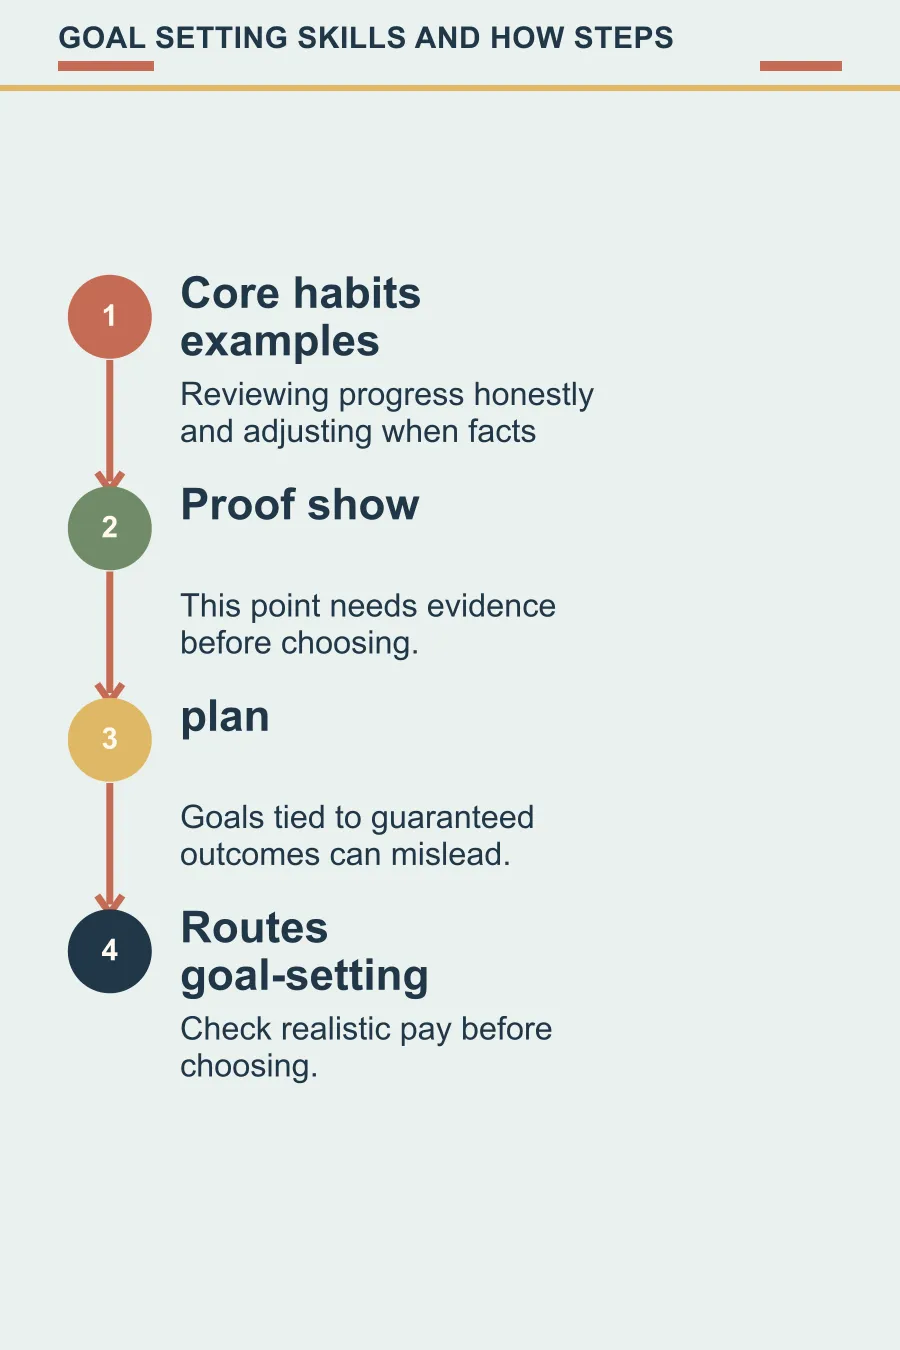 GOAL SETTING SKILLS AND HOW STEPS
1
Core habits
examples
Reviewing progress honestly
and adjusting when facts
2
Proof show
This point needs evidence
before choosing.
3
plan
Goals tied to guaranteed
outcomes can mislead.
4
Routes
goal-setting
Check realistic pay before
choosing.